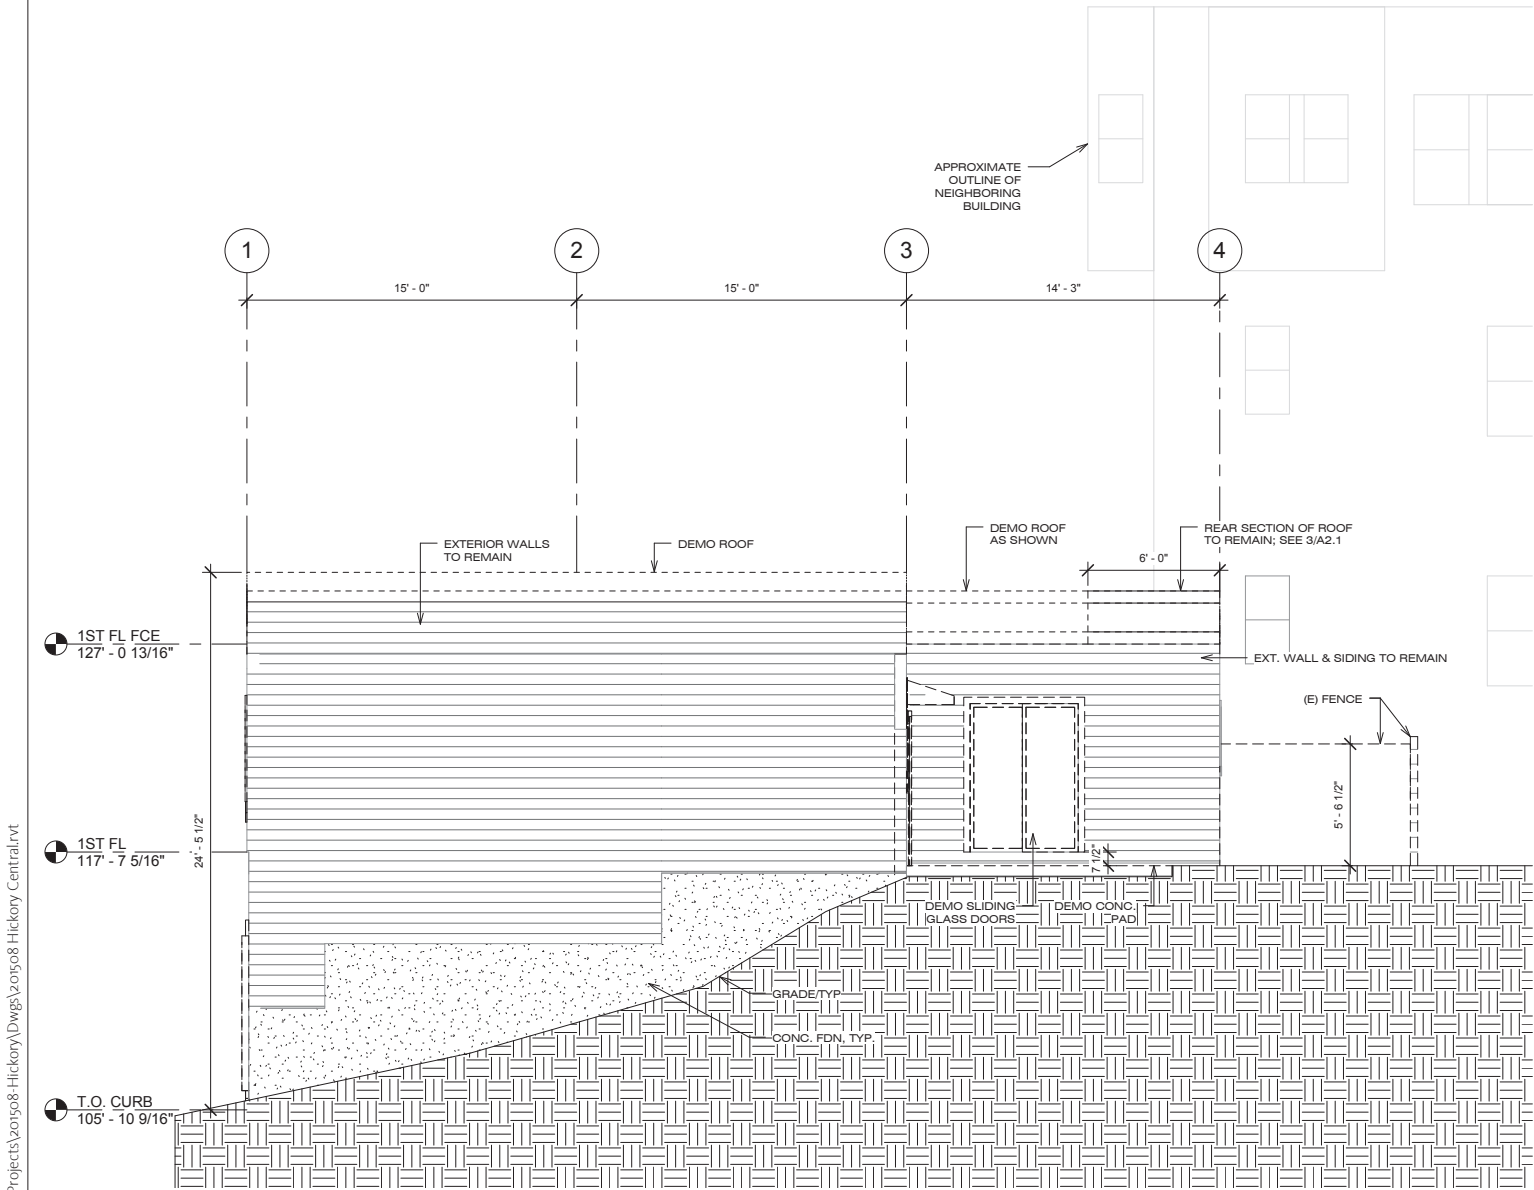 APPROXIMATE
OUTLINE OF
NEIGHBORING
BUILDING
1
2
3
4
15' - 0"
15' - 0"
14' - 3"
EXTERIOR WALLS
TO REMAIN
DEMO ROOF
DEMO ROOF
AS SHOWN
REAR SECTION OF ROOF
TO REMAIN; SEE 3/A2.1
6' - 0"
1ST FL FCE
127' - 0 13/16"
EXT. WALL & SIDING TO REMAIN
(E) FENCE
5' - 6 1/2"
24' - 5 1/2"
1ST FL
117' - 7 5/16"
7 1/2"
DEMO SLIDING
GLASS DOORS
DEMO CONC.
PAD
GRADE/TYP
CONC. FDN, TYP.
T.O. CURB
105' - 10 9/16"
Projects\201508-Hickory\Dwgs\201508 Hickory Central.rvt